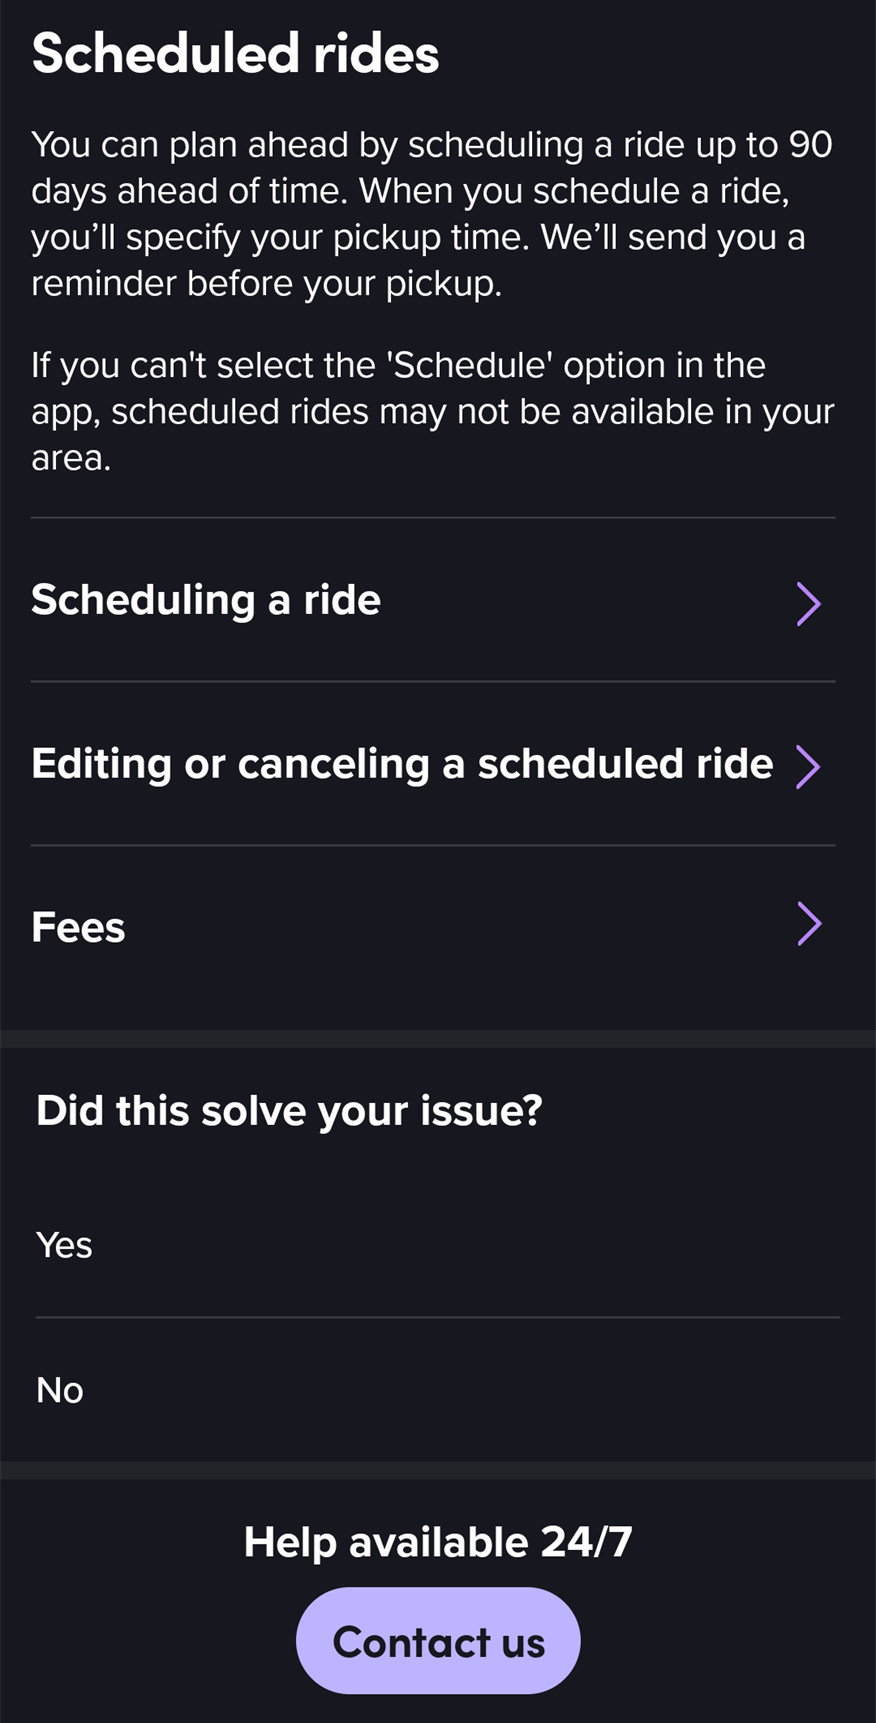 Scheduled rides
You can plan ahead by scheduling a ride up to 90
days ahead of time. When you schedule a ride,
you’ll specify your pickup time. We’ll send you a
reminder before your pickup.
If you can't select the 'Schedule' option in the
app, scheduled rides may not be available in your
area.
Scheduling a ride
Editing or canceling a scheduled ride
Fees
Did this solve your issue?
Yes
No
Help available 24/7
Contact us